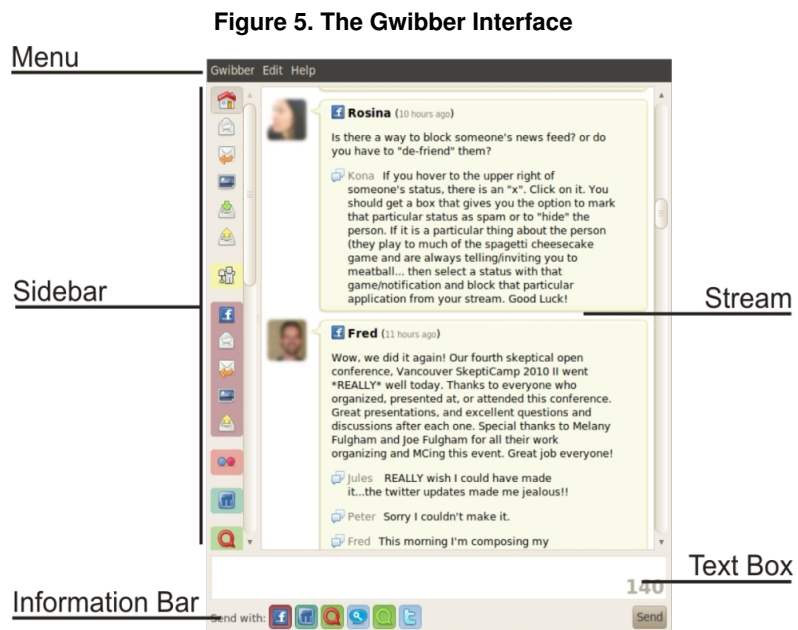 Figure 5. The Gwibber Interface
Menu
Gwibber Edit Help
Rosina (10 hours ago)
Is there a way to block someone's news feed? or do
you have to "de-friend" them?
Kona If you hover to the upper right of
someone's status, there is an "x". Click on it. You
should get a box that gives you the option to mark
that particular status as spam or to "hide" the
person. If it is a particular thing about the person
(they play to much of the spagetti cheesecake
game and are always telling/inviting you to
meatball... then select a status with that
game/notification and block that particular
application from your stream. Good Luck!
Sidebar
Stream
Fred (11 hours ago)
Wow, we did it again! Our fourth skeptical open
conference, Vancouver SkeptiCamp 2010 II went
*REALLY* well today. Thanks to everyone who
organized, presented at, or attended this conference.
Great presentations, and excellent questions and
discussions after each one. Special thanks to Melany
Fulgham and Joe Fulgham for all their work
organizing and MCing this event. Great job everyone!
Jules REALLY wish I could have made
it...the twitter updates made me jealous!!
Peter Sorry I couldn't make it.
Fred This morning I'm composing my
Text Box
140
Information Bar
Send with:
Send